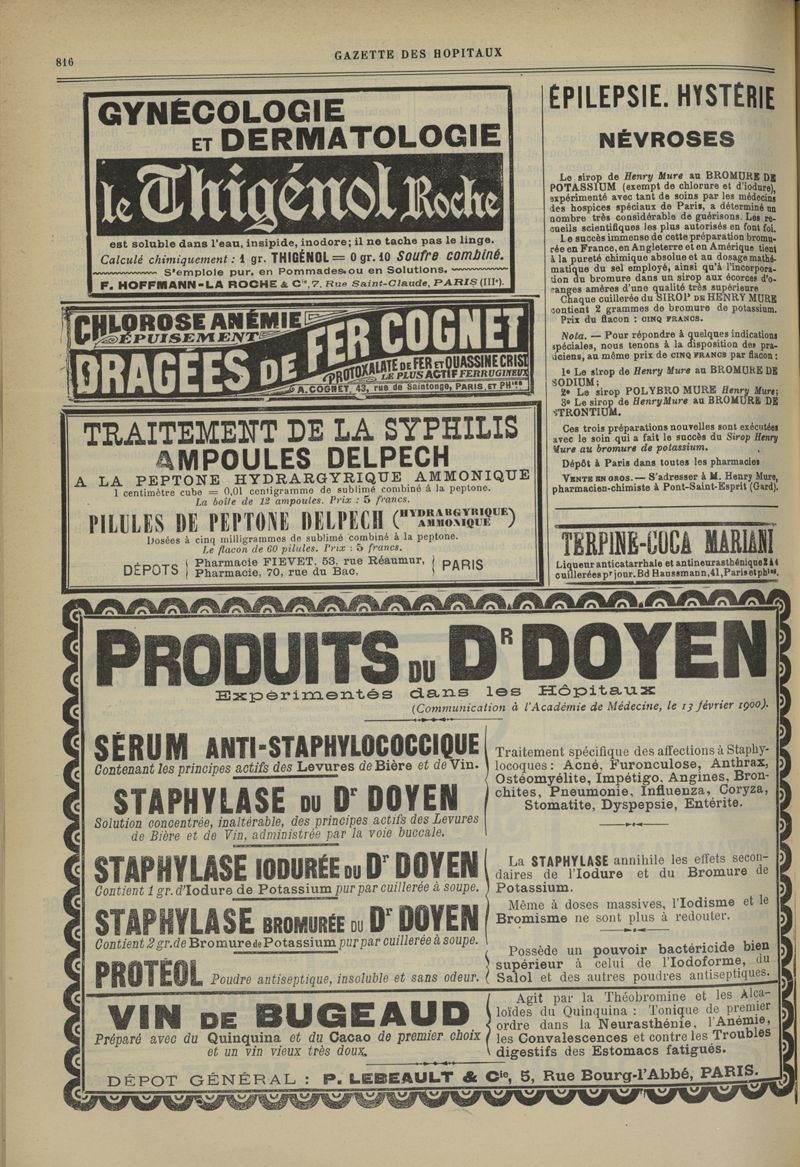 816
GAZETTE DES HOPITAUX
GYNÉCOLOGIE
ET DERMATOLOGIE
le Thigénol Roche
est soluble dans l'eau, insipide, inodore; il ne tache pas le linge.
Calculé chimiquement : 1 gr. THIGÉNOL = 0 gr. 10 Soufre combiné.
S'emploie pur, en Pommades ou en Solutions.
F. HOFFMANN-LA ROCHE & Cie, 7, Rue Saint-Claude, PARIS (IIIe).
CHLOROSE ANÉMIE
ÉPUISEMENT
DRAGÉES DE FER COGNET
PROTOXALATE DE FER ET QUASSINE CRIST
LE PLUS ACTIF FERRUGINEUX
A. COGNET, 43, rue de Saintonge, PARIS, ET PHies
TRAITEMENT DE LA SYPHILIS
AMPOULES DELPECH
A LA PEPTONE HYDRARGYRIQUE AMMONIQUE
1 centimètre cube = 0,01 centigramme de sublimé combiné à la peptone.
La boîte de 12 ampoules. Prix : 5 francs.
PILULES DE PEPTONE DELPECH (HYDRARGYRIQUE AMMONIQUE)
Dosées à cinq milligrammes de sublimé combiné à la peptone.
Le flacon de 60 pilules. Prix : 5 francs.
DÉPOTS { Pharmacie FIEVET, 53, rue Réaumur, } PARIS
Pharmacie, 70, rue du Bac,
ÉPILEPSIE. HYSTÉRIE
NÉVROSES
Le sirop de Henry Mure au BROMURE DE
POTASSIUM (exempt de chlorure et d'iodure),
expérimenté avec tant de soins par les médecins
des hospices spéciaux de Paris, a déterminé un
nombre très considérable de guérisons. Les re-
cueils scientifiques les plus autorisés en font foi.
Le succès immense de cette préparation bromu-
rée en France, en Angleterre et en Amérique tient
à la pureté chimique absolue et au dosage mathé-
matique du sel employé, ainsi qu'à l'incorpora-
tion du bromure dans un sirop aux écorces d'o-
ranges amères d'une qualité très supérieure
Chaque cuillerée du SIROP DE HENRY MURE
contient 2 grammes de bromure de potassium.
Prix du flacon : CINQ FRANCS.
Nota. — Pour répondre à quelques indications
spéciales, nous tenons à la disposition des pra-
ticiens, au même prix de CINQ FRANCS par flacon :
1o Le sirop de Henry Mure au BROMURE DE
SODIUM;
2o Le sirop POLYBRO MURE Henry Mure;
3o Le sirop de Henry Mure au BROMURE DE
STRONTIUM.
Ces trois préparations nouvelles sont exécutées
avec le soin qui a fait le succès du Sirop Henry
Mure au bromure de potassium.
Dépôt à Paris dans toutes les pharmacies
VENTE EN GROS. — S'adresser à M. Henry Mure,
pharmacien-chimiste à Pont-Saint-Esprit (Gard).
TERPINE-COCA MARIANI
Liqueur anticatarrhale et antineurasthénique 2 à 4
cuillerées pr jour. Bd Haussmann, 41, Paris et phies.
PRODUITS DU DR DOYEN
Expérimentés dans les Hôpitaux
(Communication à l'Académie de Médecine, le 13 février 1900).
SÉRUM ANTI-STAPHYLOCOCCIQUE
Contenant les principes actifs des Levures de Bière et de Vin.
STAPHYLASE DU Dr DOYEN
Solution concentrée, inaltérable, des principes actifs des Levures
de Bière et de Vin, administrée par la voie buccale.
Traitement spécifique des affections à Staphy-
locoques : Acné, Furonculose, Anthrax,
Ostéomyélite, Impétigo, Angines, Bron-
chites, Pneumonie, Influenza, Coryza,
Stomatite, Dyspepsie, Entérite.
STAPHYLASE IODURÉE DU Dr DOYEN
Contient 1 gr. d'Iodure de Potassium pur par cuillerée à soupe.
STAPHYLASE BROMURÉE DU Dr DOYEN
Contient 2 gr. de Bromure de Potassium pur par cuillerée à soupe.
La STAPHYLASE annihile les effets secon-
daires de l'Iodure et du Bromure de
Potassium.
Même à doses massives, l'Iodisme et le
Bromisme ne sont plus à redouter.
PROTÉOL Poudre antiseptique, insoluble et sans odeur.
Possède un pouvoir bactéricide bien
supérieur à celui de l'Iodoforme, du
Salol et des autres poudres antiseptiques.
VIN DE BUGEAUD
Préparé avec du Quinquina et du Cacao de premier choix
et un vin vieux très doux.
Agit par la Théobromine et les Alca-
loïdes du Quinquina : Tonique de premier
ordre dans la Neurasthénie, l'Anémie,
les Convalescences et contre les Troubles
digestifs des Estomacs fatigués.
DÉPOT GÉNÉRAL : P. LEBEAULT & Cie, 5, Rue Bourg-l'Abbé, PARIS.